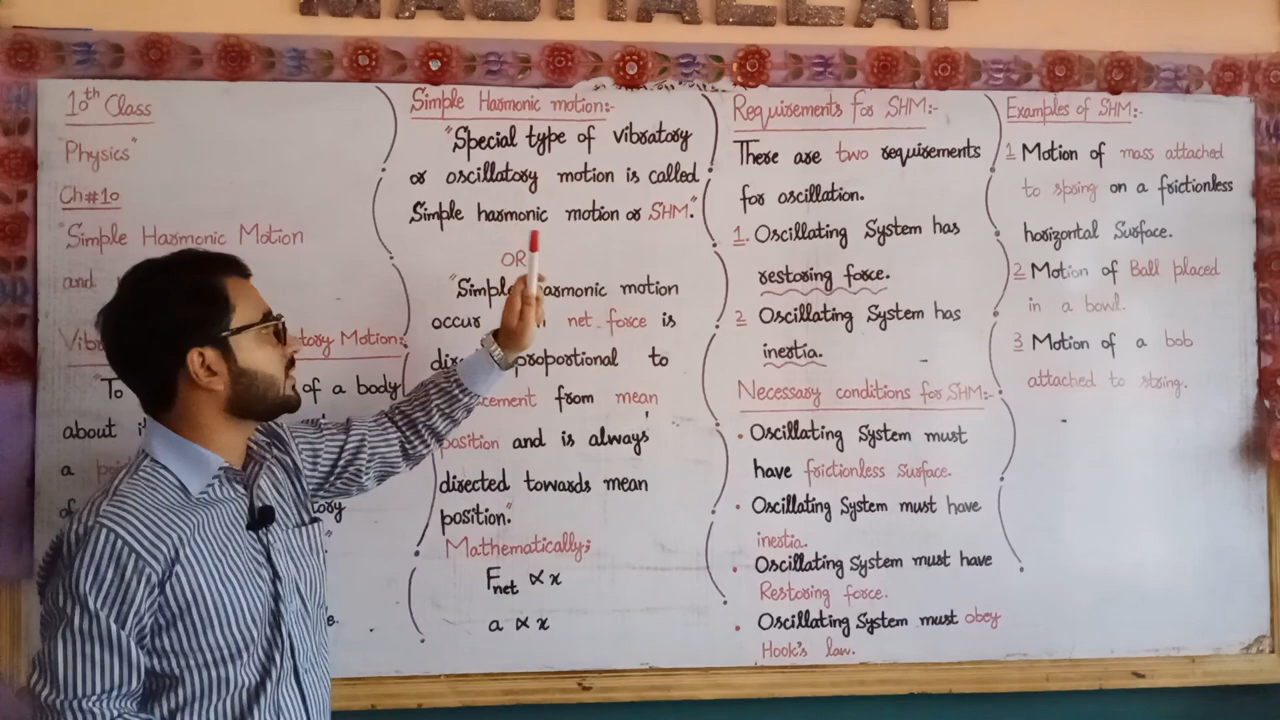 MASHALLAH
10th Class
"Physics"
Ch#10
"Simple Harmonic Motion
and
tory Motion:
"To of a body
about
a
of tory
Simple Harmonic motion:-
"Special type of vibratory
or oscillatory motion is called
Simple harmonic motion or SHM."
OR
"Simple harmonic motion
occur net force is
proportional to
cement from mean
position and is always
directed towards mean
position."
Mathematically;
Fnet ∝ x
a ∝ x
Requirements for SHM:-
There are two requirements
for oscillation.
1. Oscillating System has
restoring force.
2 Oscillating System has
inertia.
Necessary conditions for SHM:-
• Oscillating System must
have frictionless surface.
• Oscillating System must have
inertia.
• Oscillating System must have
Restoring force.
• Oscillating System must obey
Hook's law.
Examples of SHM:-
1 Motion of mass attached
to spring on a frictionless
horizontal Surface.
2 Motion of Ball placed
in a bowl.
3 Motion of a bob
attached to string.